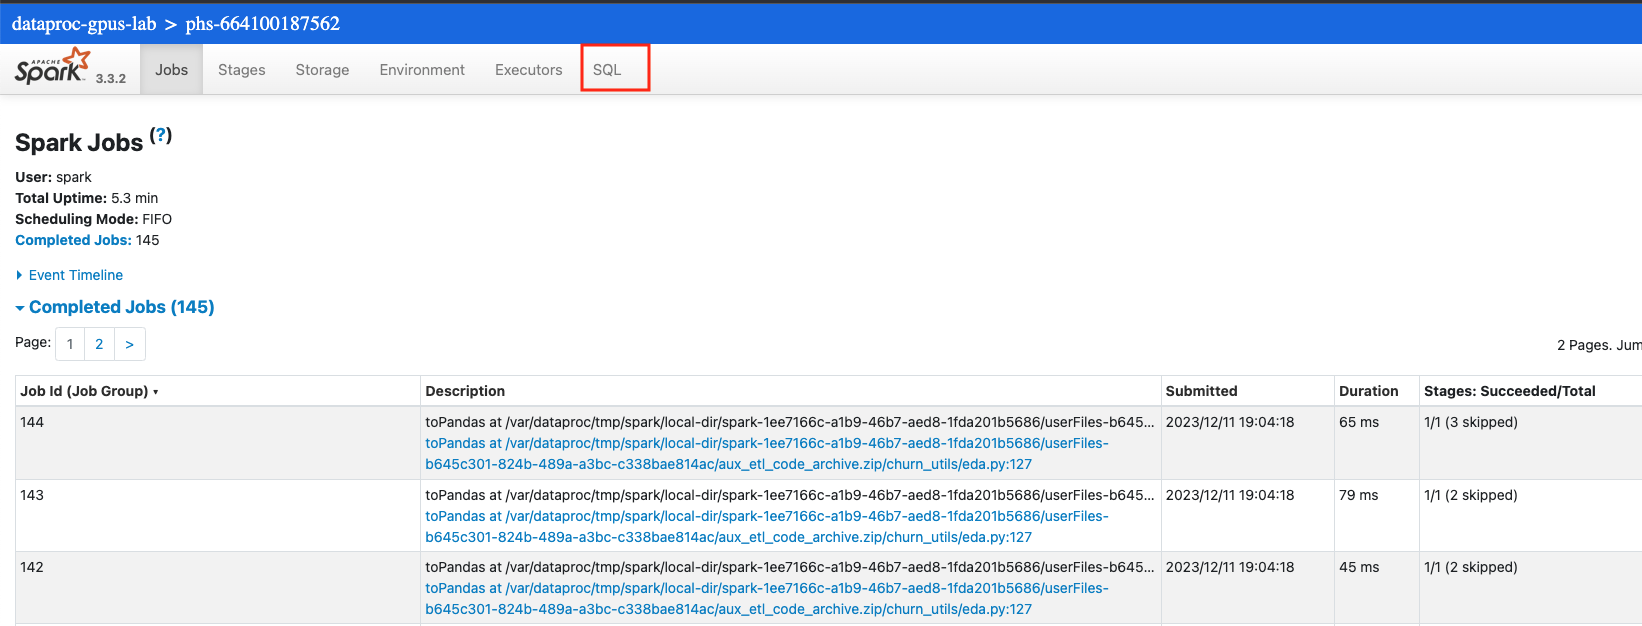 dataproc-gpus-lab > phs-664100187562
APACHE Spark 3.3.2 Jobs Stages Storage Environment Executors SQL
Spark Jobs (?)
User: spark
Total Uptime: 5.3 min
Scheduling Mode: FIFO
Completed Jobs: 145
Event Timeline
Completed Jobs (145)
Page: 1 2 >
2 Pages. Jum
Job Id (Job Group) ▾ Description Submitted Duration Stages: Succeeded/Total
144 toPandas at /var/dataproc/tmp/spark/local-dir/spark-1ee7166c-a1b9-46b7-aed8-1fda201b5686/userFiles-b645... 2023/12/11 19:04:18 65 ms 1/1 (3 skipped)
toPandas at /var/dataproc/tmp/spark/local-dir/spark-1ee7166c-a1b9-46b7-aed8-1fda201b5686/userFiles-
b645c301-824b-489a-a3bc-c338bae814ac/aux_etl_code_archive.zip/churn_utils/eda.py:127
143 toPandas at /var/dataproc/tmp/spark/local-dir/spark-1ee7166c-a1b9-46b7-aed8-1fda201b5686/userFiles-b645... 2023/12/11 19:04:18 79 ms 1/1 (2 skipped)
toPandas at /var/dataproc/tmp/spark/local-dir/spark-1ee7166c-a1b9-46b7-aed8-1fda201b5686/userFiles-
b645c301-824b-489a-a3bc-c338bae814ac/aux_etl_code_archive.zip/churn_utils/eda.py:127
142 toPandas at /var/dataproc/tmp/spark/local-dir/spark-1ee7166c-a1b9-46b7-aed8-1fda201b5686/userFiles-b645... 2023/12/11 19:04:18 45 ms 1/1 (2 skipped)
toPandas at /var/dataproc/tmp/spark/local-dir/spark-1ee7166c-a1b9-46b7-aed8-1fda201b5686/userFiles-
b645c301-824b-489a-a3bc-c338bae814ac/aux_etl_code_archive.zip/churn_utils/eda.py:127